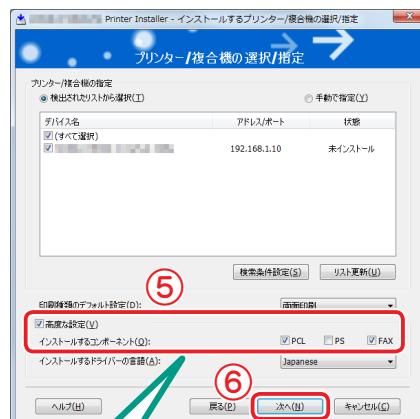 Printer Installer - インストールするプリンター/複合機の選択/指定
プリンター/複合機の選択/指定
プリンター/複合機の指定
検出されたリストから選択(T) 手動で指定(Y)
デバイス名 アドレス/ポート 状態
(すべて選択)
192.168.1.10 未インストール
検索条件設定(S) リスト更新(U)
⑤
印刷種類のデフォルト設定(D): 両面印刷
高度な設定(V)
インストールするコンポーネント(O): PCL PS FAX
インストールするドライバーの言語(A): Japanese
⑥
ヘルプ(H) 戻る(P) 次へ(N) キャンセル(C)